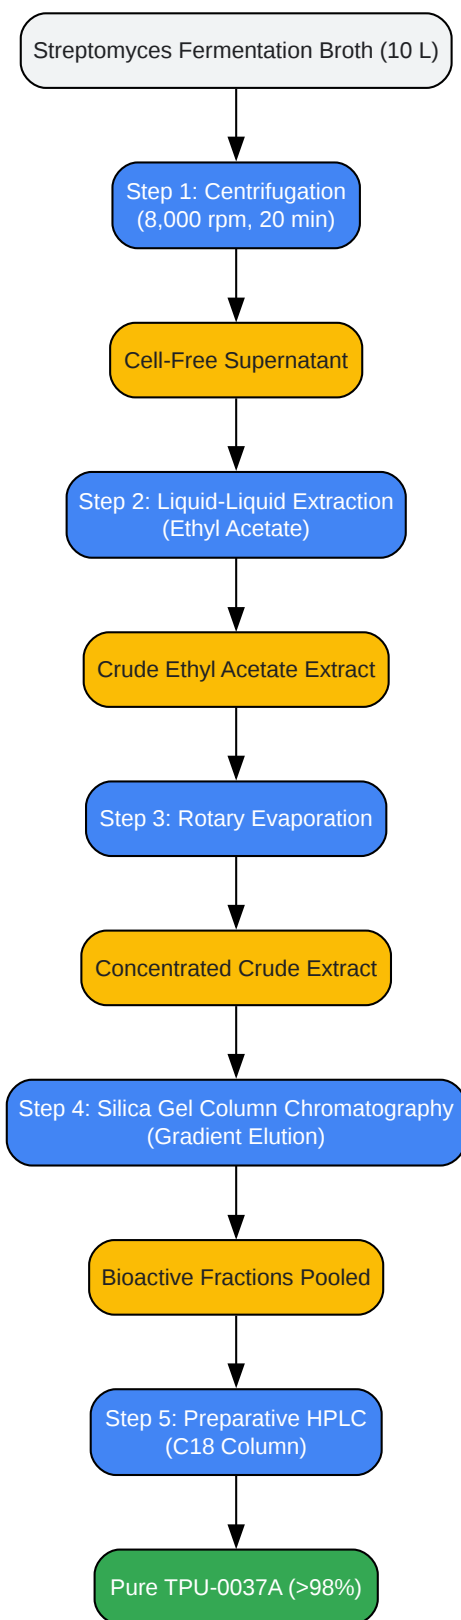 Streptomyces Fermentation Broth (10 L)
Step 1: Centrifugation
(8,000 rpm, 20 min)
Cell-Free Supernatant
Step 2: Liquid-Liquid Extraction
(Ethyl Acetate)
Crude Ethyl Acetate Extract
Step 3: Rotary Evaporation
Concentrated Crude Extract
Step 4: Silica Gel Column Chromatography
(Gradient Elution)
Bioactive Fractions Pooled
Step 5: Preparative HPLC
(C18 Column)
Pure TPU-0037A (>98%)